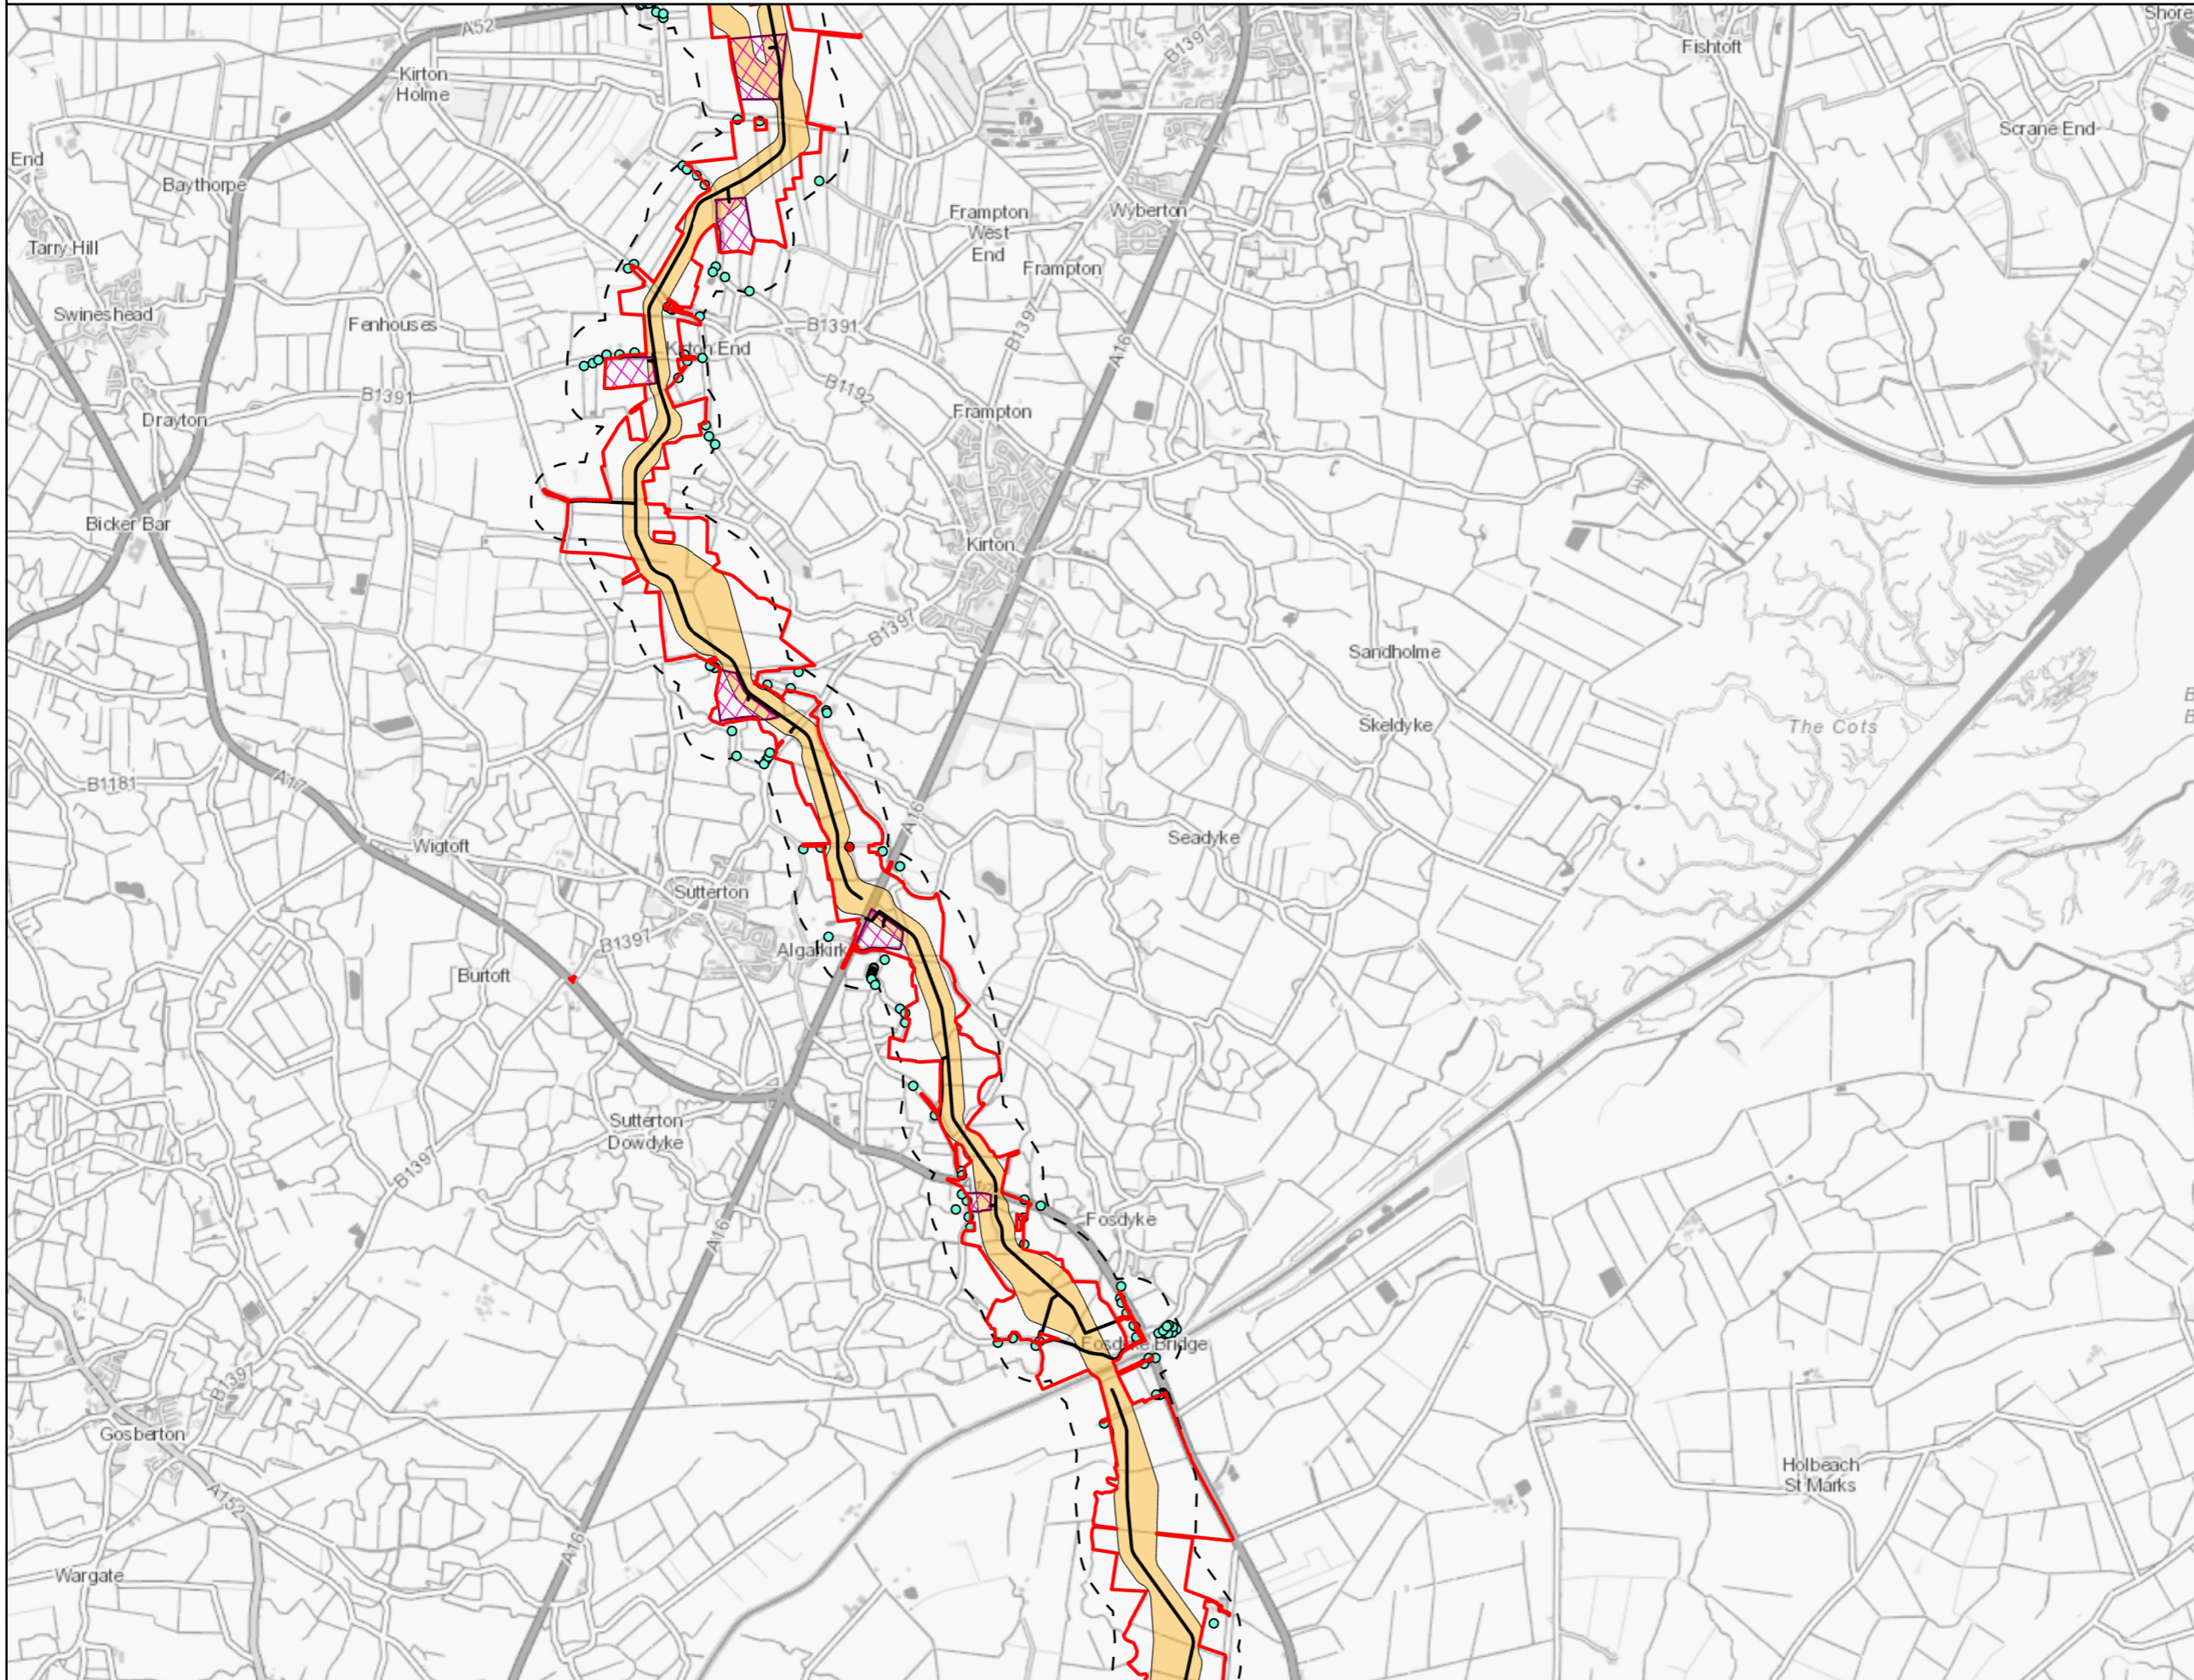 A52
B1397
Shore
Fishtoft
Kirton
Holme
Scrane End
End
Baythorpe
Frampton
West
End
Wyberton
Tarry Hill
Frampton
Swineshead
Fenhouses
B1391
B1397
A16
Kirton End
B1391
B1192
Drayton
Frampton
Bicker Bar
Kirton
B1397
Sandholme
B
B
Skeldyke
The Cots
B1181
A17
A16
Wigtoft
Seadyke
Sutterton
B1397
Algarkirk
Burtoft
Sutterton
Dowdyke
B1397
A16
Fosdyke
Fosdyke Bridge
B1397
Gosberton
Holbeach
St Marks
A152
A16
Wargate